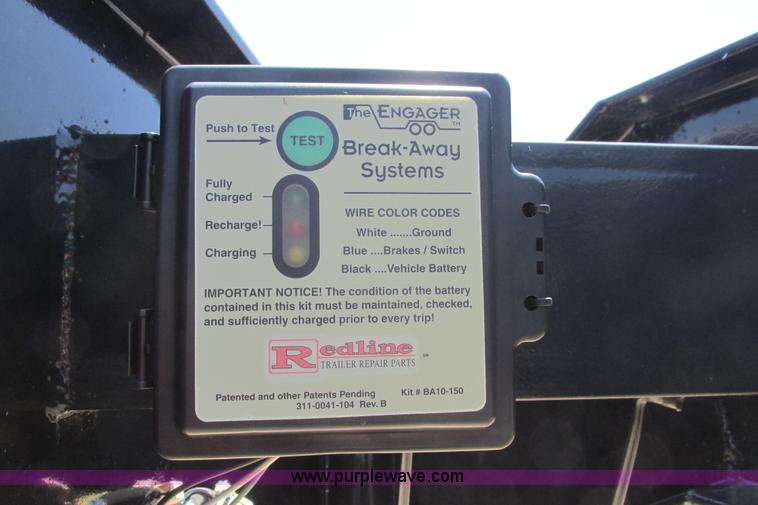 The ENGAGER TM
Push to Test
TEST
Break-Away
Systems
Fully
Charged
Recharge!
Charging
WIRE COLOR CODES
White .......Ground
Blue ....Brakes / Switch
Black ....Vehicle Battery
IMPORTANT NOTICE! The condition of the battery
contained in this kit must be maintained, checked,
and sufficiently charged prior to every trip!
Redline SM
TRAILER REPAIR PARTS
Patented and other Patents Pending
Kit # BA10-150
311-0041-104 Rev. B
www.purplewave.com